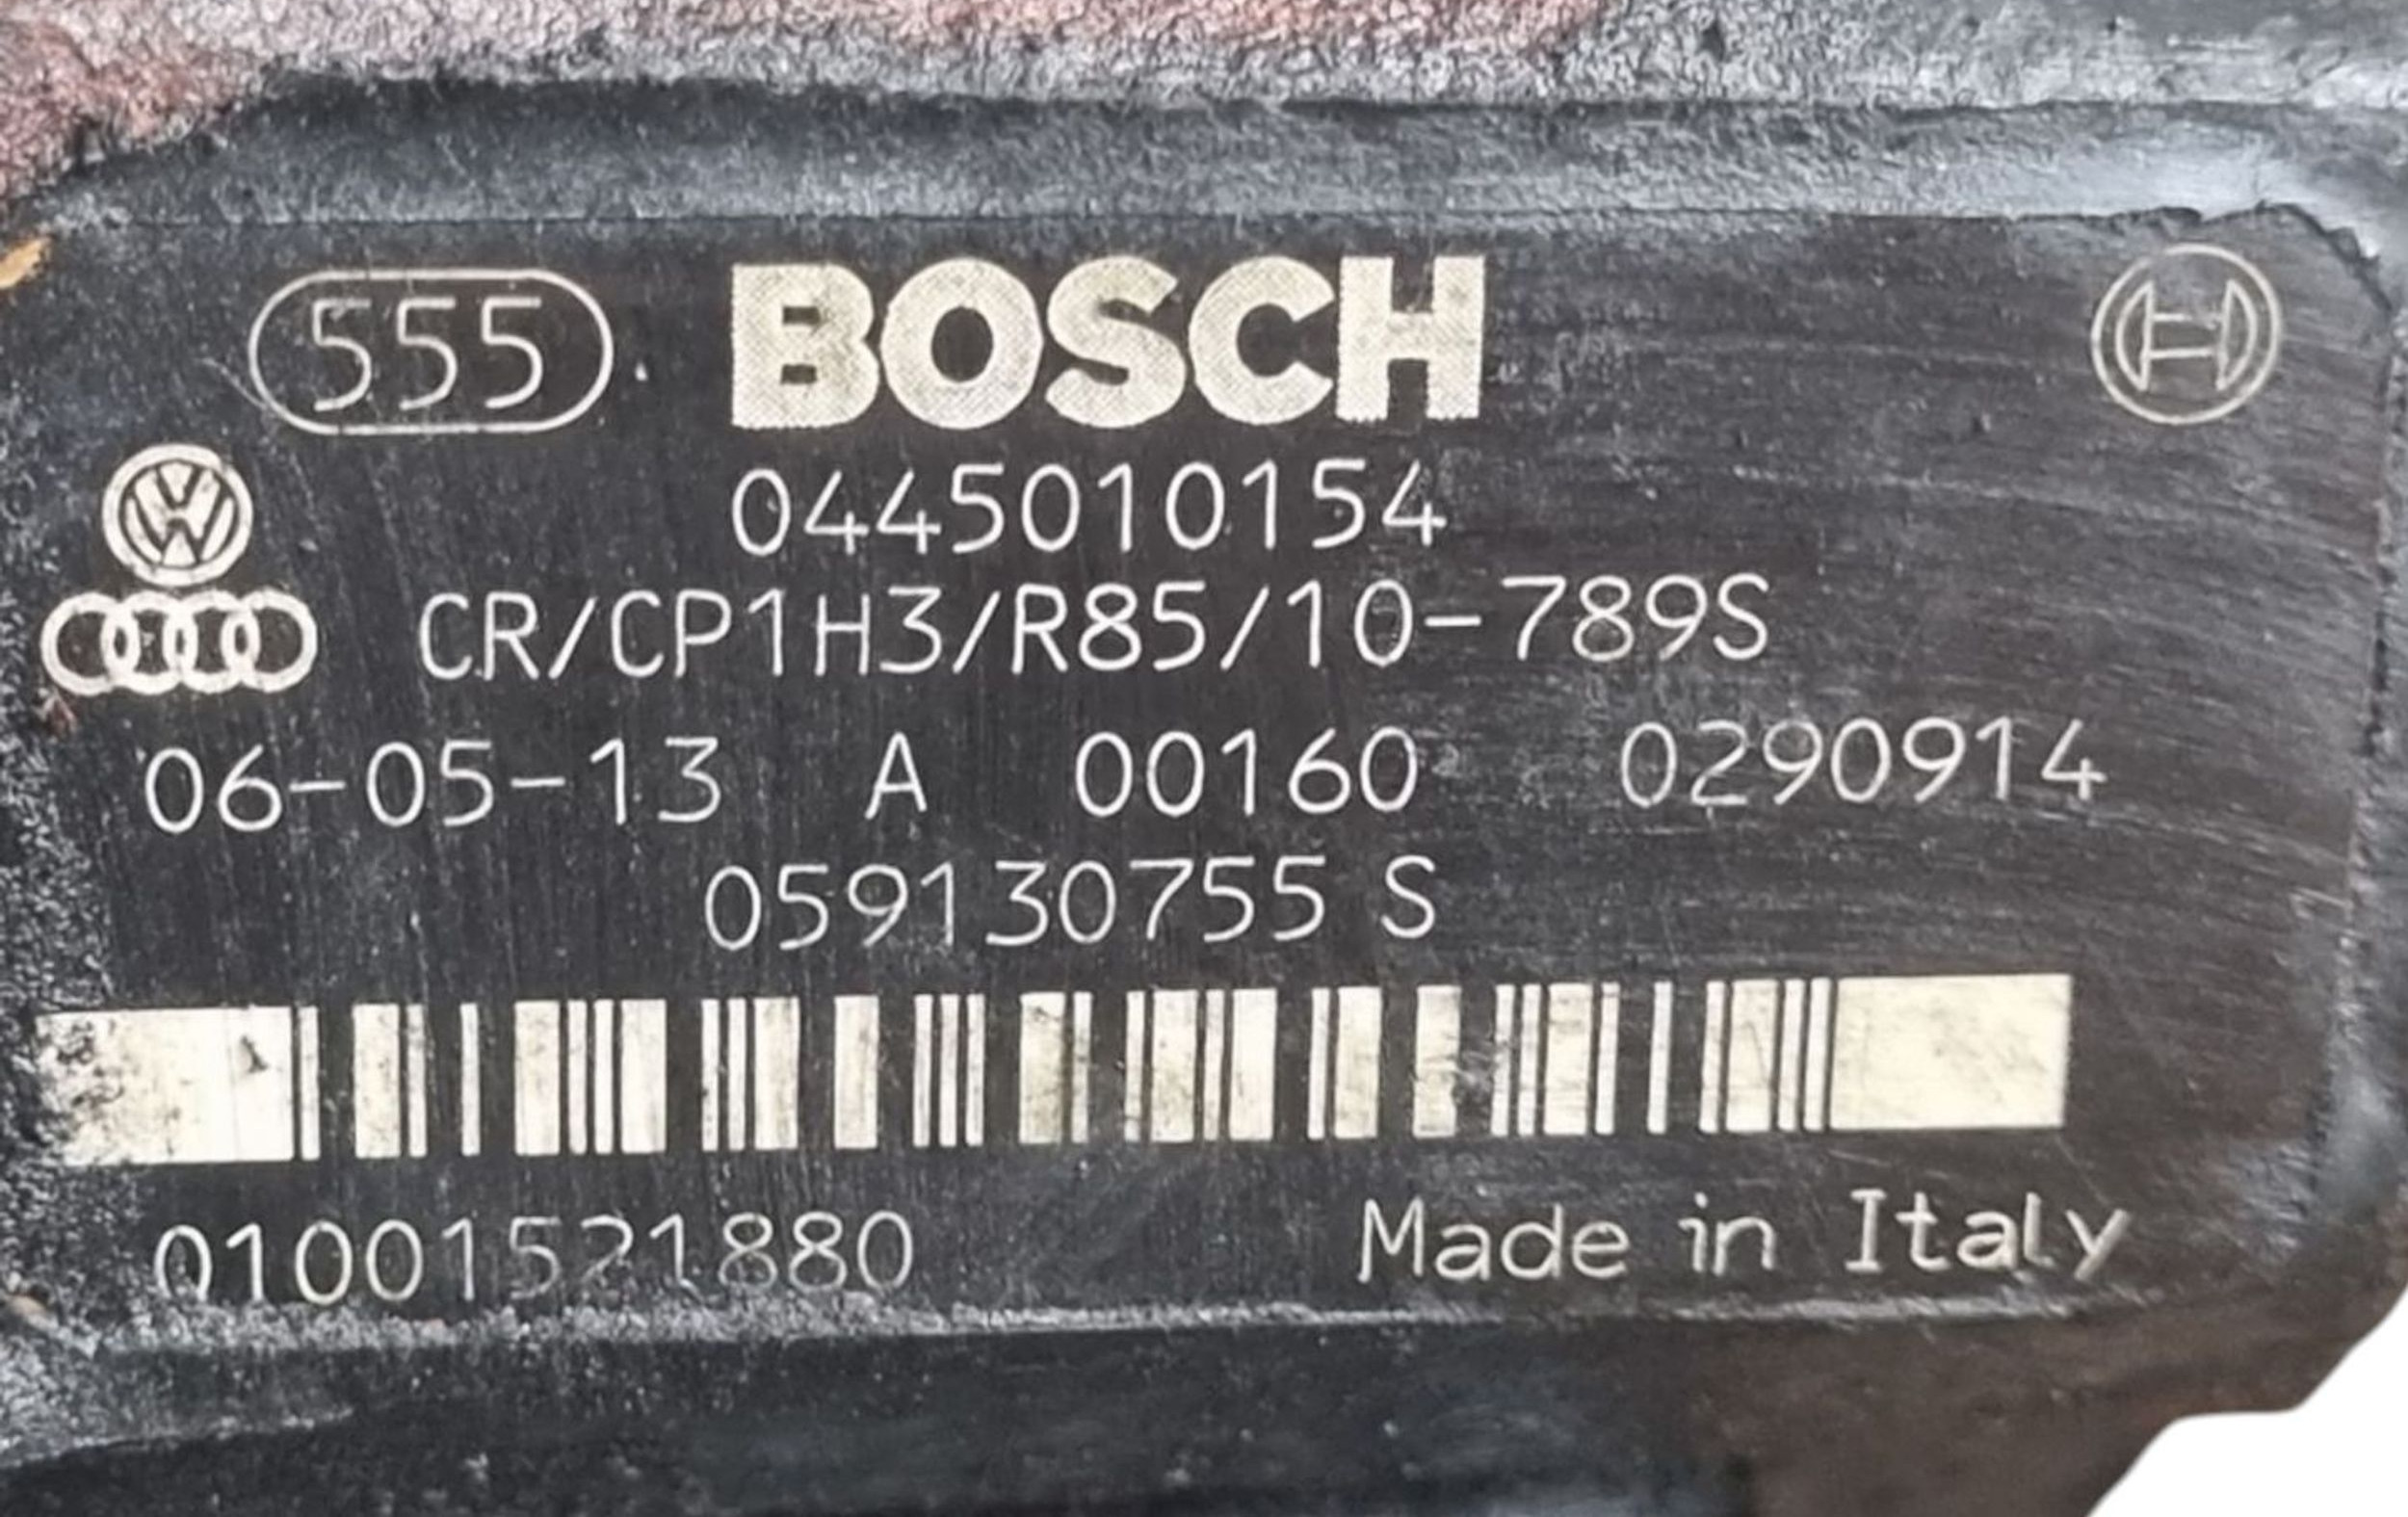 555 BOSCH
0445010154
CR/CP1H3/R85/10-789S
06-05-13 A 00160 0290914
059130755 S
01001521880 Made in Italy